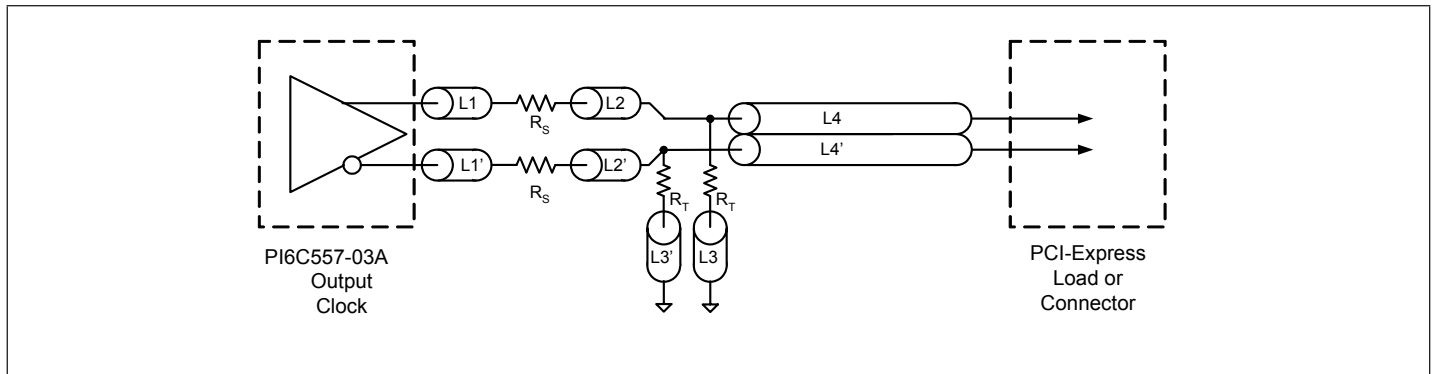 L1
R_S
L2
L4
L1'
R_S
L2'
L4'
R_T
R_T
L3'
L3
PI6C557-03A
Output
Clock
PCI-Express
Load or
Connector